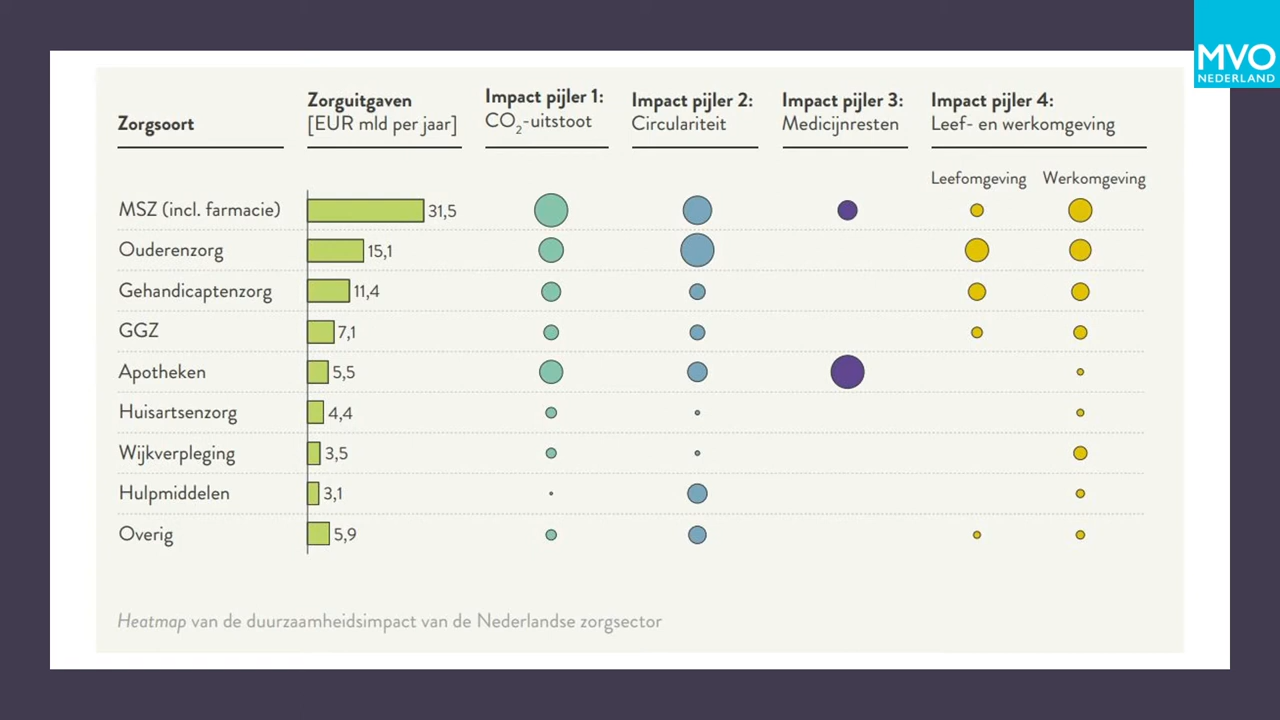 MVO
NEDERLAND
Zorgsoort
Zorguitgaven
[EUR mld per jaar]
Impact pijler 1:
CO₂-uitstoot
Impact pijler 2:
Circulariteit
Impact pijler 3:
Medicijnresten
Impact pijler 4:
Leef- en werkomgeving
Leefomgeving Werkomgeving
MSZ (incl. farmacie) 31,5
Ouderenzorg 15,1
Gehandicaptenzorg 11,4
GGZ 7,1
Apotheken 5,5
Huisartsenzorg 4,4
Wijkverpleging 3,5
Hulpmiddelen 3,1
Overig 5,9
Heatmap van de duurzaamheidsimpact van de Nederlandse zorgsector